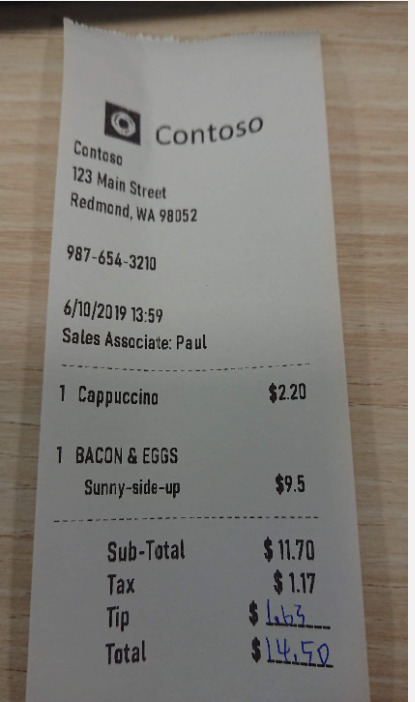 Contoso
Contoso
123 Main Street
Redmond, WA 98052
987-654-3210
6/10/2019 13:59
Sales Associate: Paul
1 Cappuccino $2.20
1 BACON & EGGS
Sunny-side-up $9.5
Sub-Total $ 11.70
Tax $ 1.17
Tip $ 1.63
Total $ 14.50